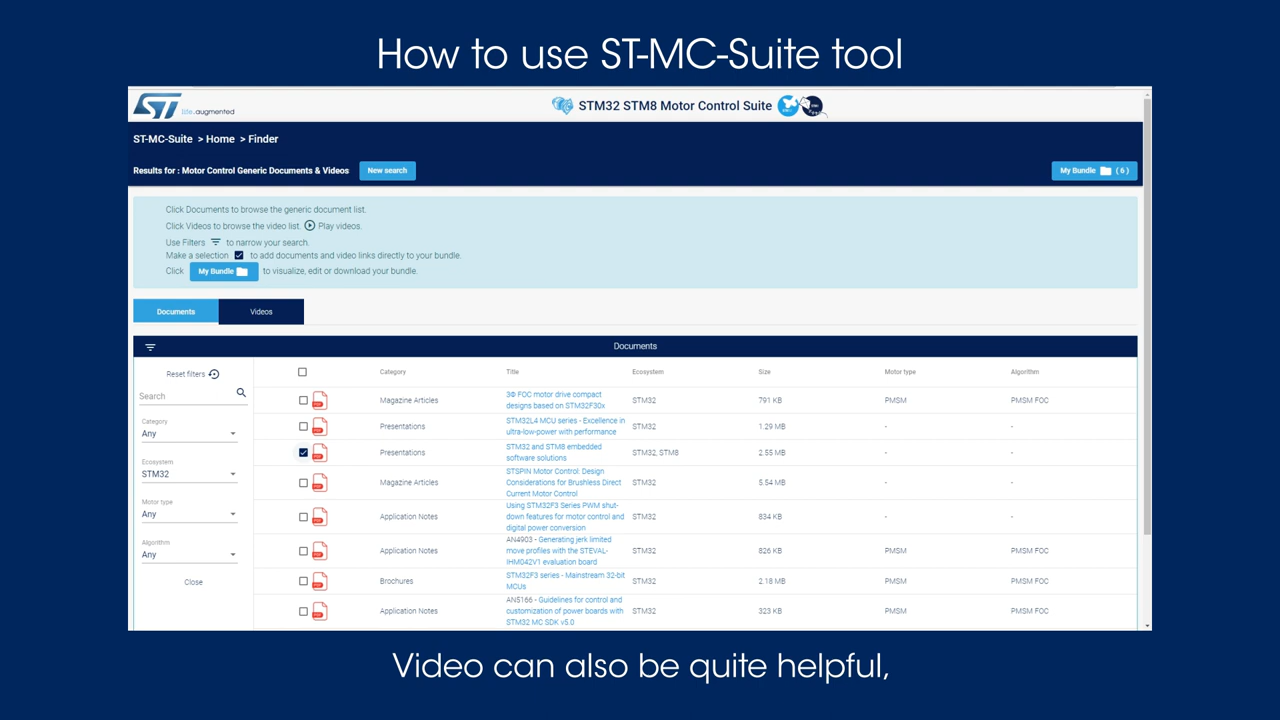 How to use ST-MC-Suite tool
ST life.augmented
STM32 STM8 Motor Control Suite
ST-MC-Suite > Home > Finder
Results for : Motor Control Generic Documents & Videos
New search
My Bundle ( 6 )
Click Documents to browse the generic document list.
Click Videos to browse the video list. Play videos.
Use Filters to narrow your search.
Make a selection to add documents and video links directly to your bundle.
Click My Bundle to visualize, edit or download your bundle.
Documents Videos
Documents
Reset filters
Search
Category
Any
Ecosystem
STM32
Motor type
Any
Algorithm
Any
Close
Category Title Ecosystem Size Motor type Algorithm
Magazine Articles 3Φ FOC motor drive compact STM32 791 KB PMSM PMSM FOC
designs based on STM32F30x
Presentations STM32L4 MCU series - Excellence in STM32 1.29 MB - -
ultra-low-power with performance
Presentations STM32 and STM8 embedded STM32, STM8 2.55 MB - -
software solutions
Magazine Articles STSPIN Motor Control: Design STM32 5.54 MB - -
Considerations for Brushless Direct
Current Motor Control
Application Notes Using STM32F3 Series PWM shut- STM32 834 KB - -
down features for motor control and
digital power conversion
Application Notes AN4903 - Generating jerk limited STM32 826 KB PMSM PMSM FOC
move profiles with the STEVAL-
IHM042V1 evaluation board
Brochures STM32F3 series - Mainstream 32-bit STM32 2.18 MB PMSM PMSM FOC
MCUs
Application Notes AN5166 - Guidelines for control and STM32 323 KB PMSM PMSM FOC
customization of power boards with
STM32 MC SDK v5.0
Video can also be quite helpful,